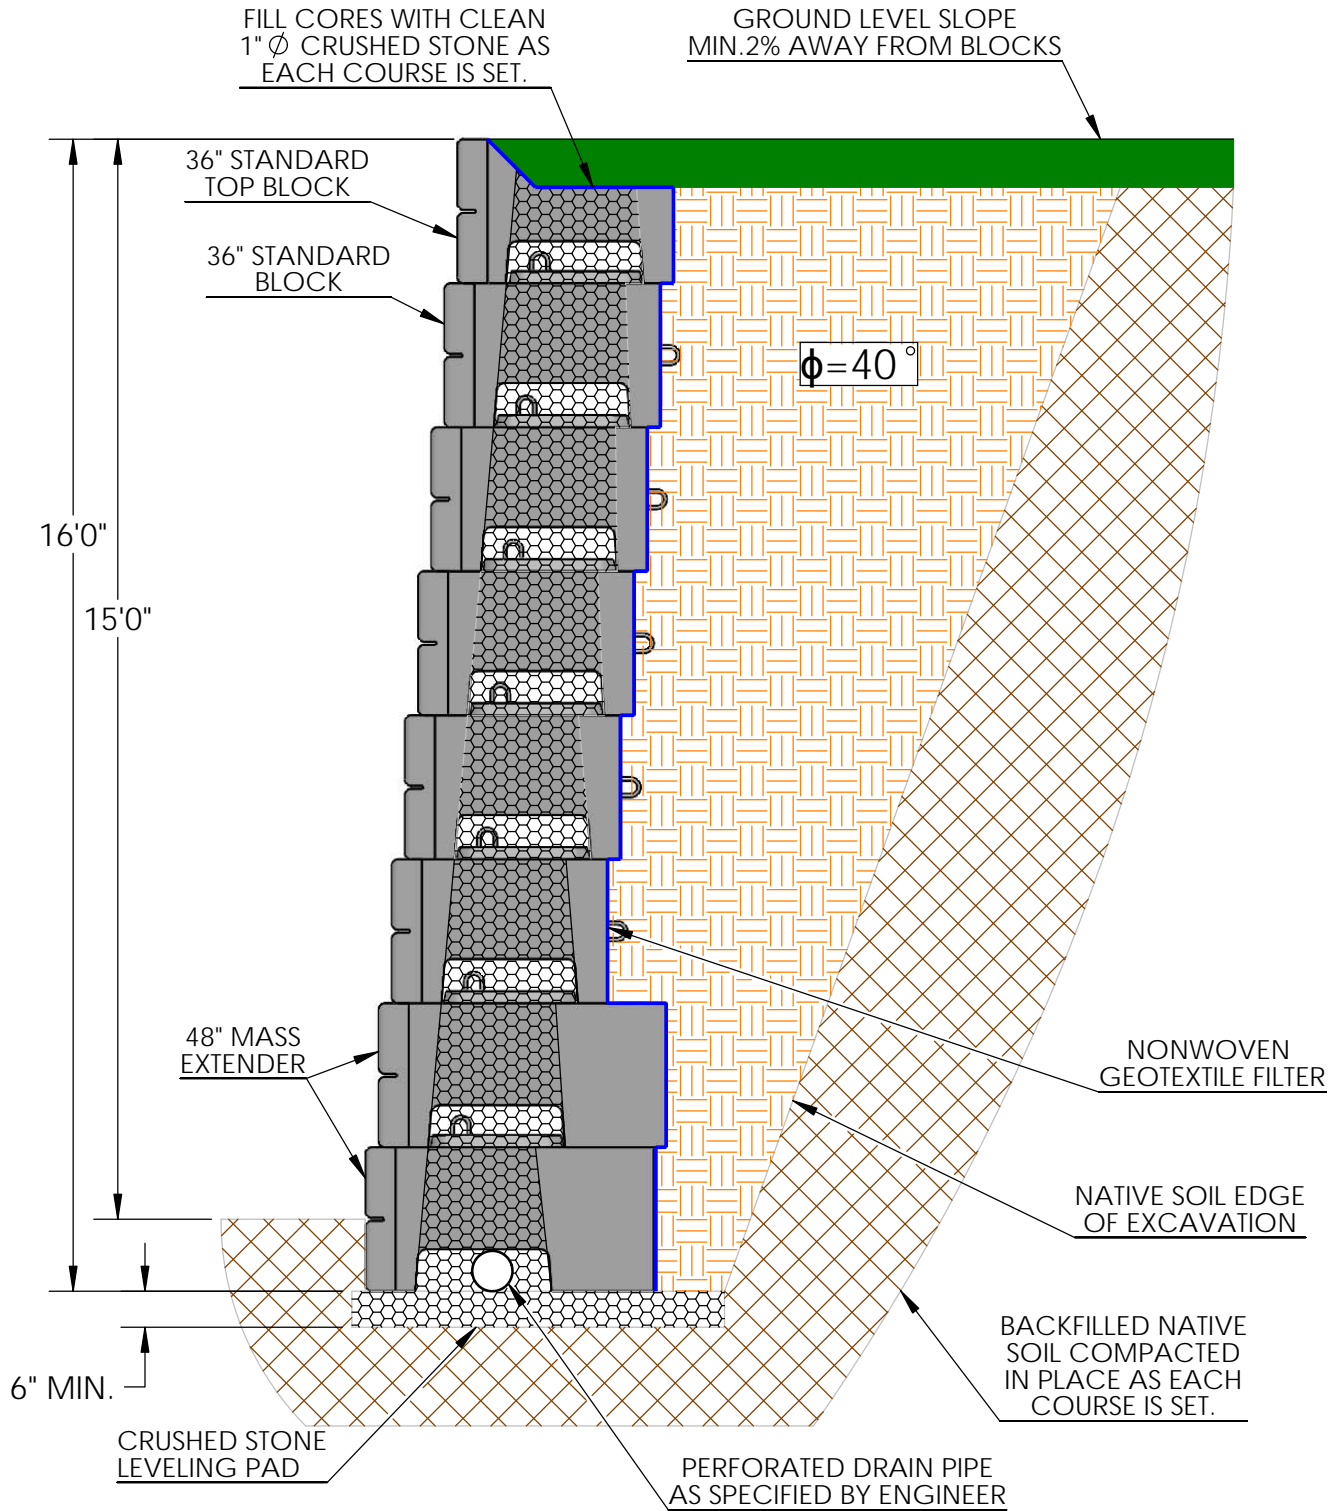 FILL CORES WITH CLEAN
1" Ø CRUSHED STONE AS
EACH COURSE IS SET.
GROUND LEVEL SLOPE
MIN.2% AWAY FROM BLOCKS
36" STANDARD
TOP BLOCK
36" STANDARD
BLOCK
ϕ=40°
16'0"
15'0"
48" MASS
EXTENDER
NONWOVEN
GEOTEXTILE FILTER
NATIVE SOIL EDGE
OF EXCAVATION
BACKFILLED NATIVE
SOIL COMPACTED
IN PLACE AS EACH
COURSE IS SET.
6" MIN.
CRUSHED STONE
LEVELING PAD
PERFORATED DRAIN PIPE
AS SPECIFIED BY ENGINEER